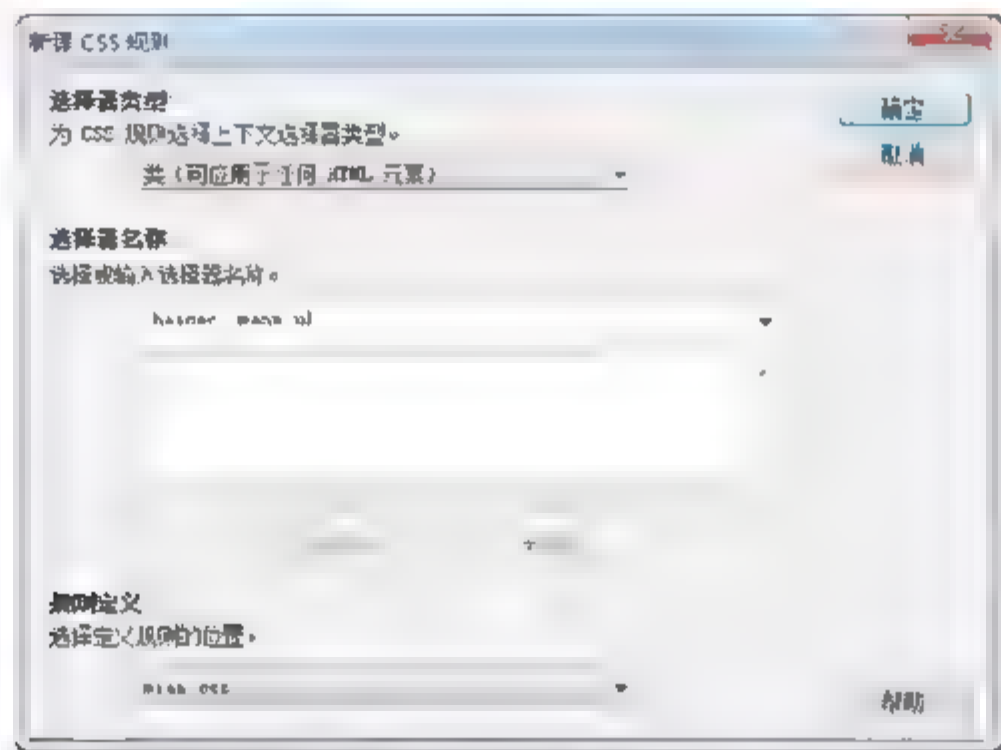 新建 CSS 规则
选择器类型
为 CSS 规则选择上下文选择器类型。
类（可应用于任何 HTML 元素）
确定
取消
选择器名称
选择或输入选择器名称。
ul
规则定义
选择定义规则的位置。
css
帮助